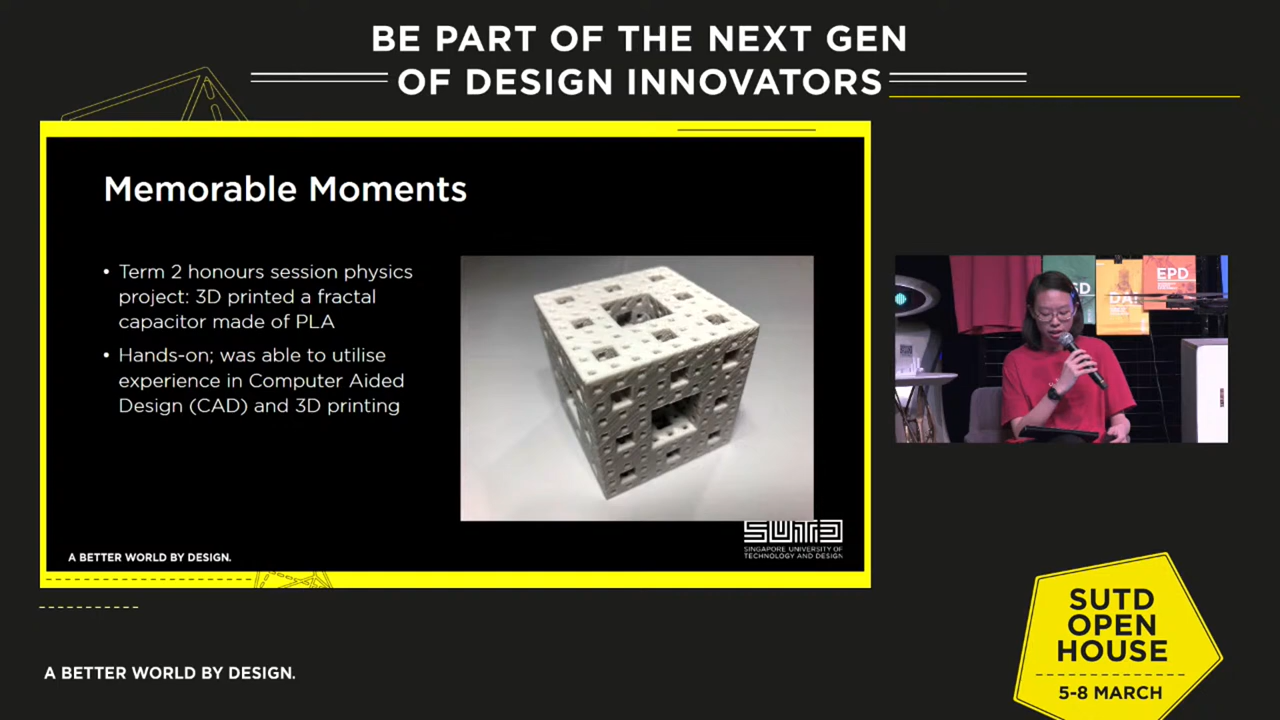 BE PART OF THE NEXT GEN
OF DESIGN INNOVATORS
Memorable Moments
• Term 2 honours session physics
project: 3D printed a fractal
capacitor made of PLA
• Hands-on; was able to utilise
experience in Computer Aided
Design (CAD) and 3D printing
SUTD
SINGAPORE UNIVERSITY OF
TECHNOLOGY AND DESIGN
A BETTER WORLD BY DESIGN.
SD
DAI
EPD
SUTD
OPEN
HOUSE
5-8 MARCH
A BETTER WORLD BY DESIGN.